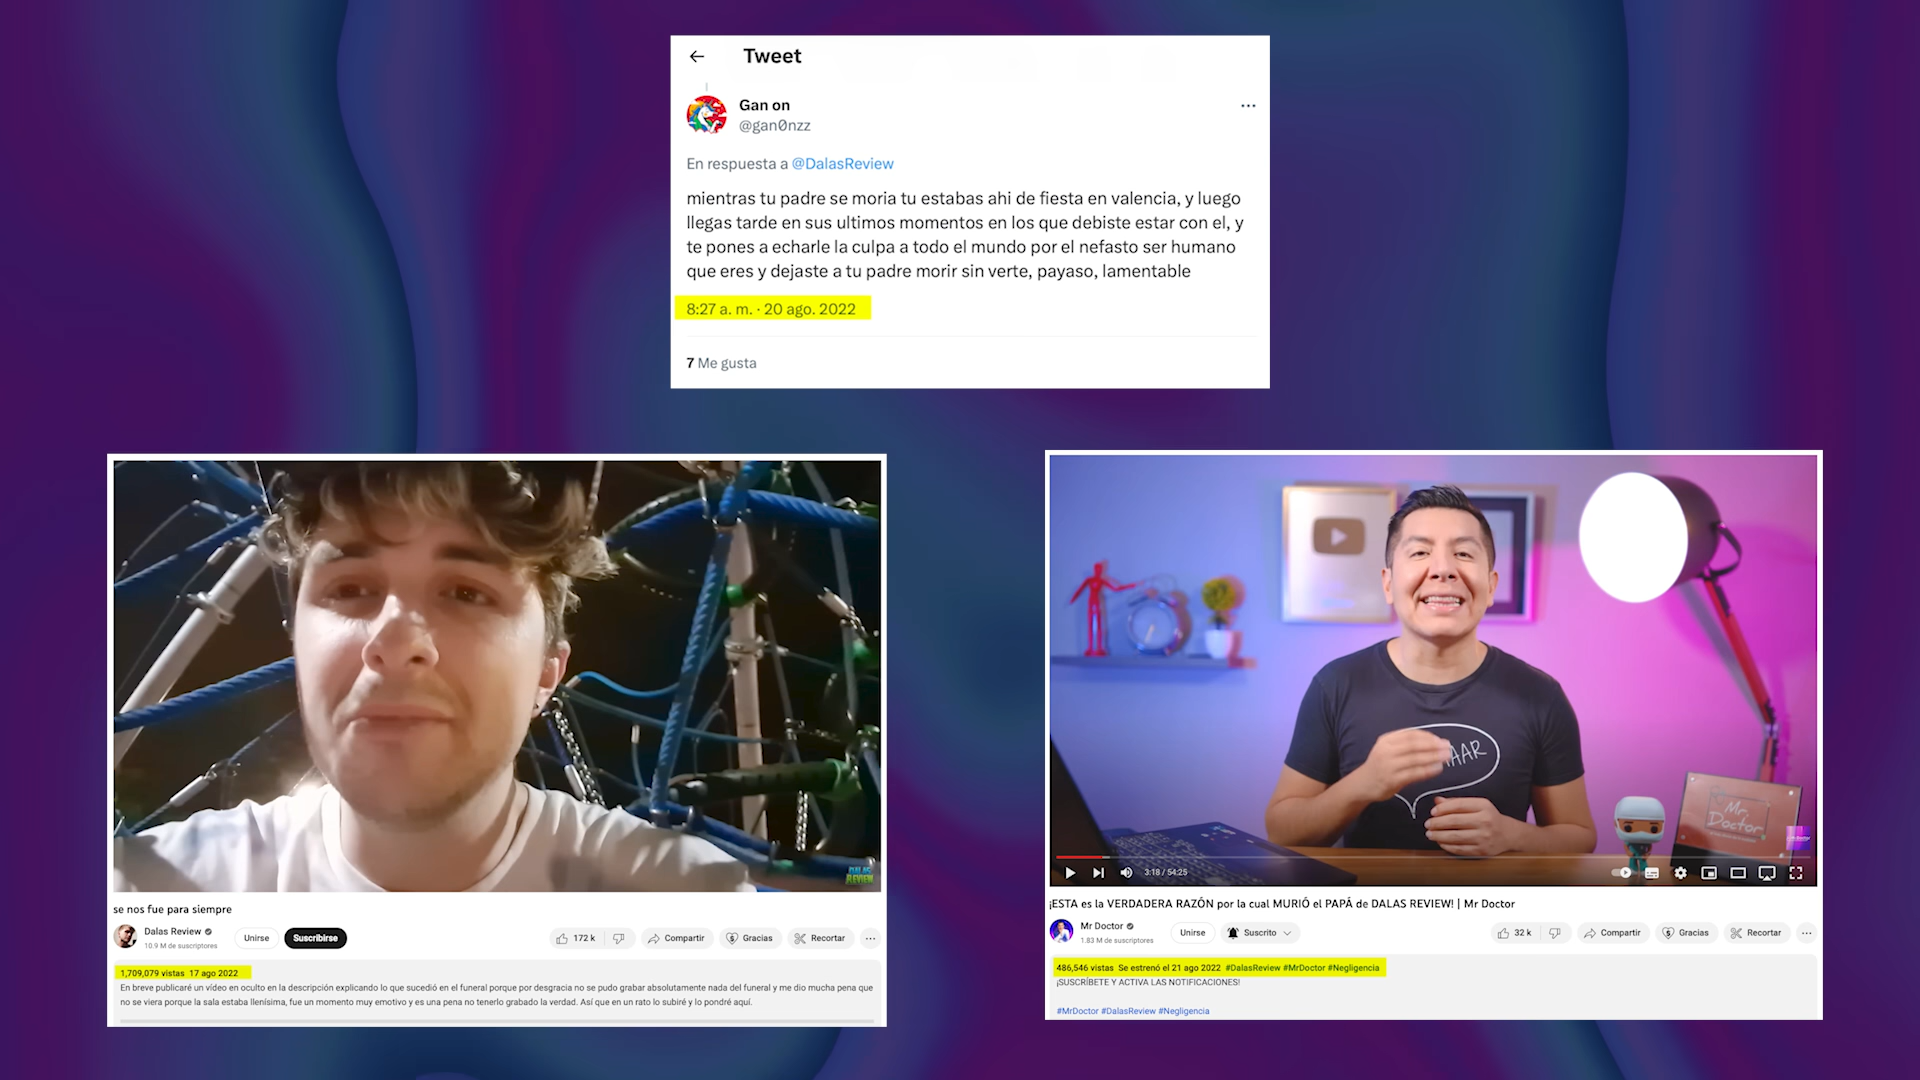 Tweet
Gan on
@gan0nzz
En respuesta a @DalasReview
mientras tu padre se moria tu estabas ahi de fiesta en valencia, y luego
llegas tarde en sus ultimos momentos en los que debiste estar con el, y
te pones a echarle la culpa a todo el mundo por el nefasto ser humano
que eres y dejaste a tu padre morir sin verte, payaso, lamentable
8:27 a. m. · 20 ago. 2022
7 Me gusta
DALAS
REVIEW
se nos fue para siempre
Dalas Review
10.9 M de suscriptores
Unirse
Suscribirse
172 k
Compartir
Gracias
Recortar
1,709,079 vistas 17 ago 2022
En breve publicaré un vídeo en oculto en la descripción explicando lo que sucedió en el funeral porque por desgracia no se pudo grabar absolutamente nada del funeral y me dio mucha pena que
no se viera porque la sala estaba llenísima, fue un momento muy emotivo y es una pena no tenerlo grabado la verdad. Así que en un rato lo subiré y lo pondré aquí.
Mr.
Doctor
3:18 / 54:25
¡ESTA es la VERDADERA RAZÓN por la cual MURIÓ el PAPÁ de DALAS REVIEW! | Mr Doctor
Mr Doctor
1.83 M de suscriptores
Unirse
Suscrito
32 k
Compartir
Gracias
Recortar
486,546 vistas Se estrenó el 21 ago 2022 #DalasReview #MrDoctor #Negligencia
¡SUSCRÍBETE Y ACTIVA LAS NOTIFICACIONES!
#MrDoctor #DalasReview #Negligencia